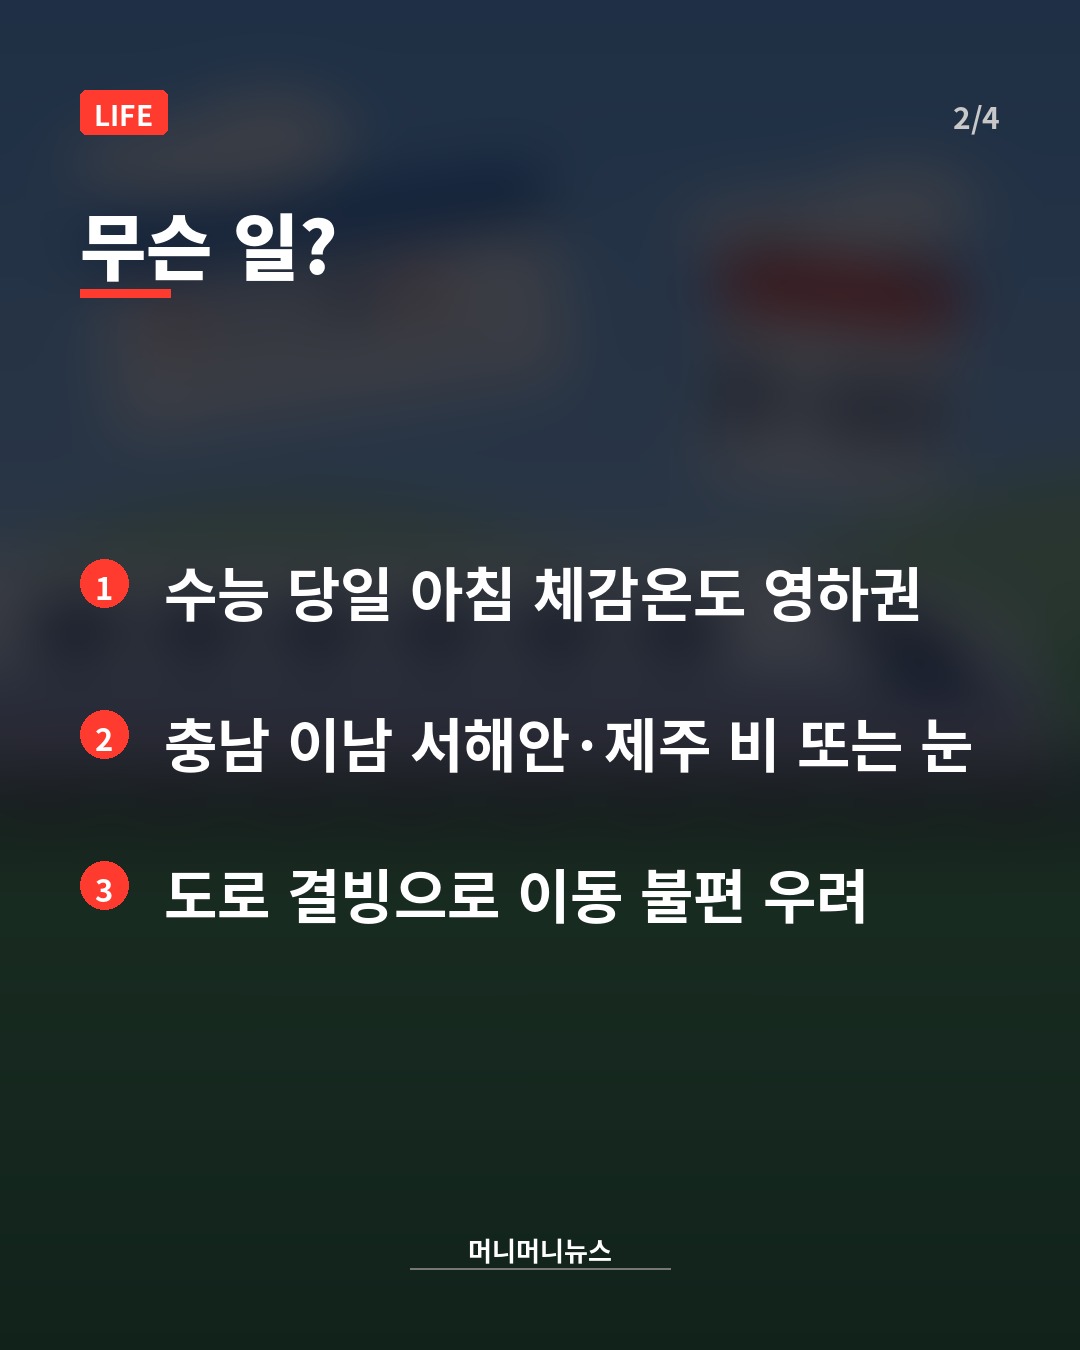 LIFE
2/4
무슨 일?
1 수능 당일 아침 체감온도 영하권
2 충남 이남 서해안·제주 비 또는 눈
3 도로 결빙으로 이동 불편 우려
머니머니뉴스